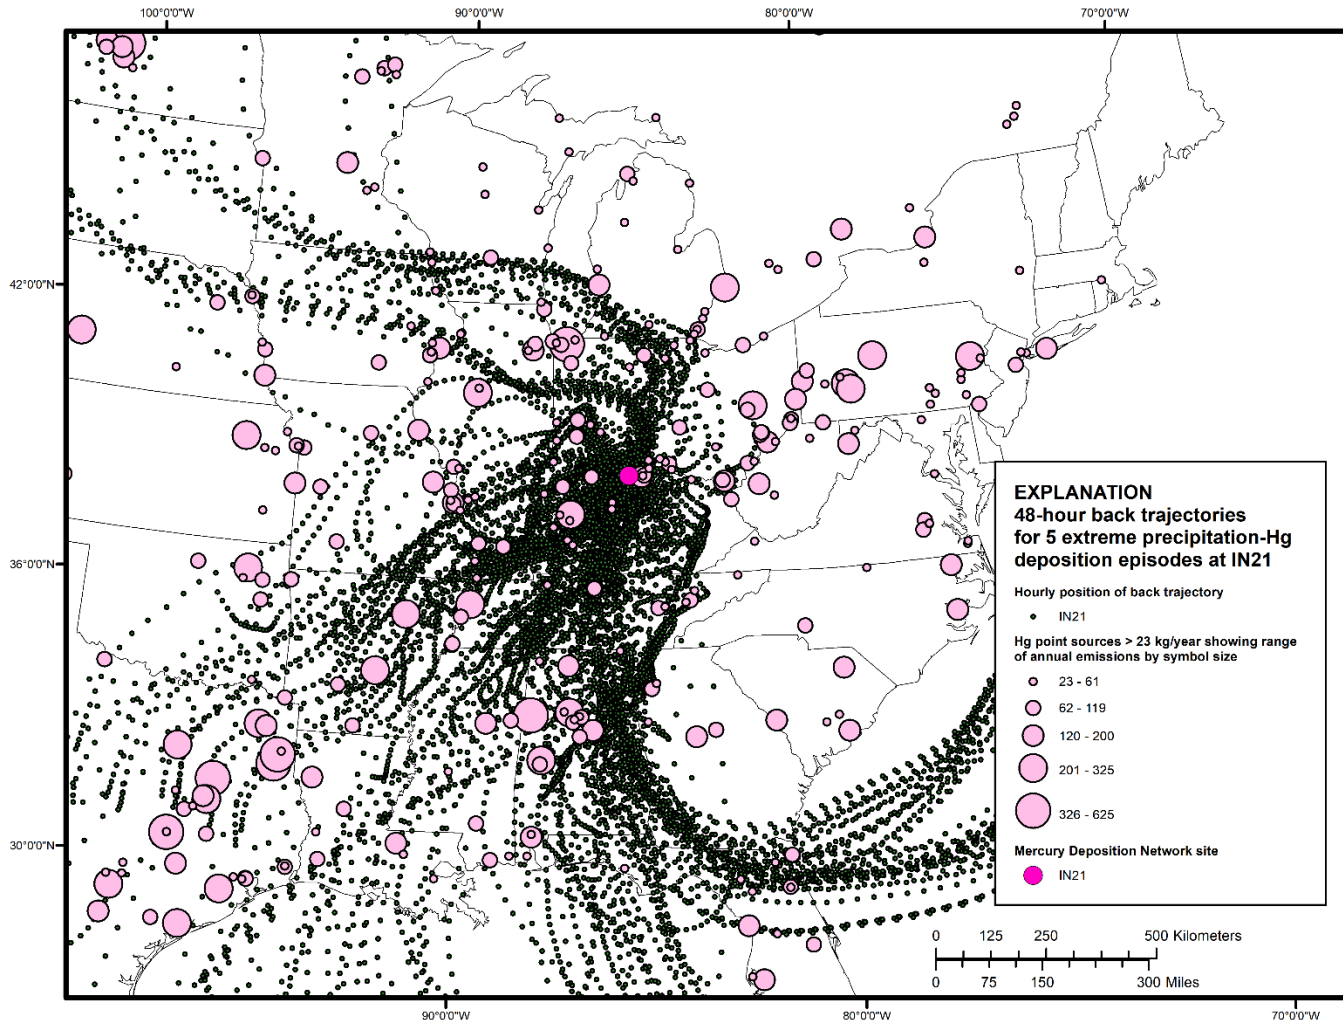 100°0'0"W 90°0'0"W 80°0'0"W 70°0'0"W
42°0'0"N
36°0'0"N
30°0'0"N
EXPLANATION
48-hour back trajectories
for 5 extreme precipitation-Hg
deposition episodes at IN21
Hourly position of back trajectory
IN21
Hg point sources > 23 kg/year showing range
of annual emissions by symbol size
23 - 61
62 - 119
120 - 200
201 - 325
326 - 625
Mercury Deposition Network site
IN21
0 125 250 500 Kilometers
0 75 150 300 Miles
90°0'0"W 80°0'0"W 70°0'0"W